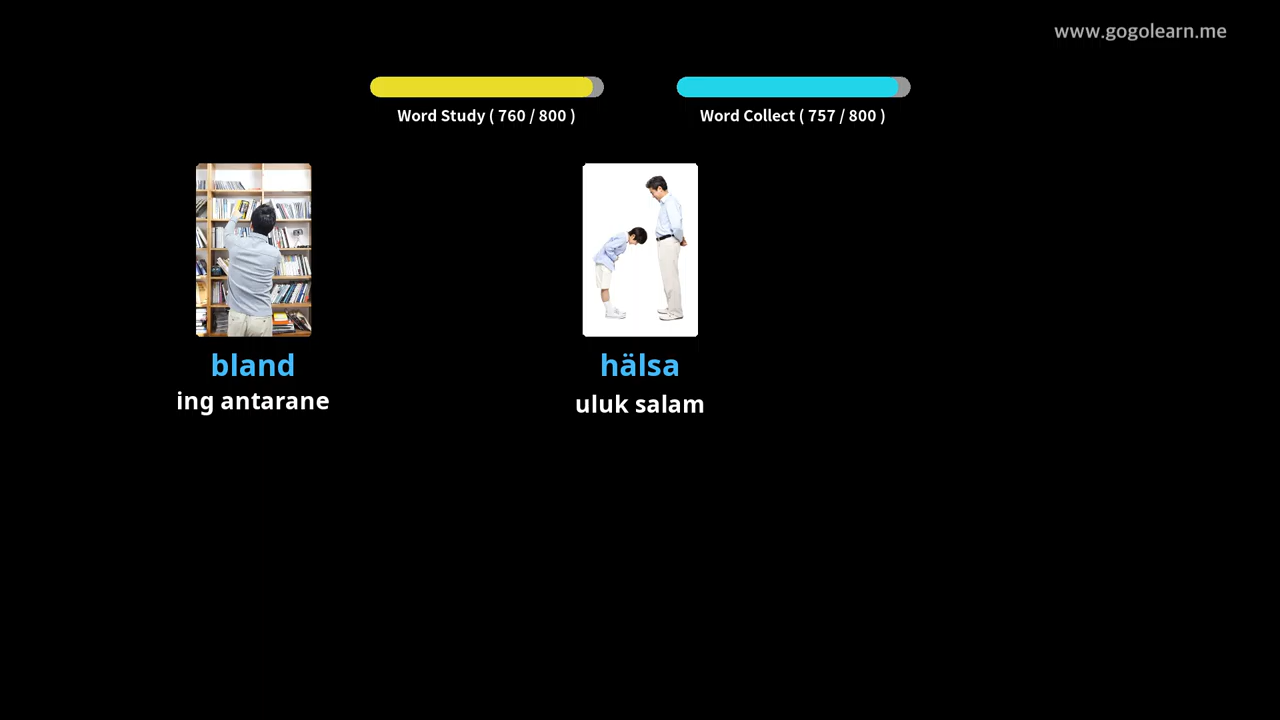 www.gogolearn.me
Word Study ( 760 / 800 )
Word Collect ( 757 / 800 )
bland
ing antarane
hälsa
uluk salam